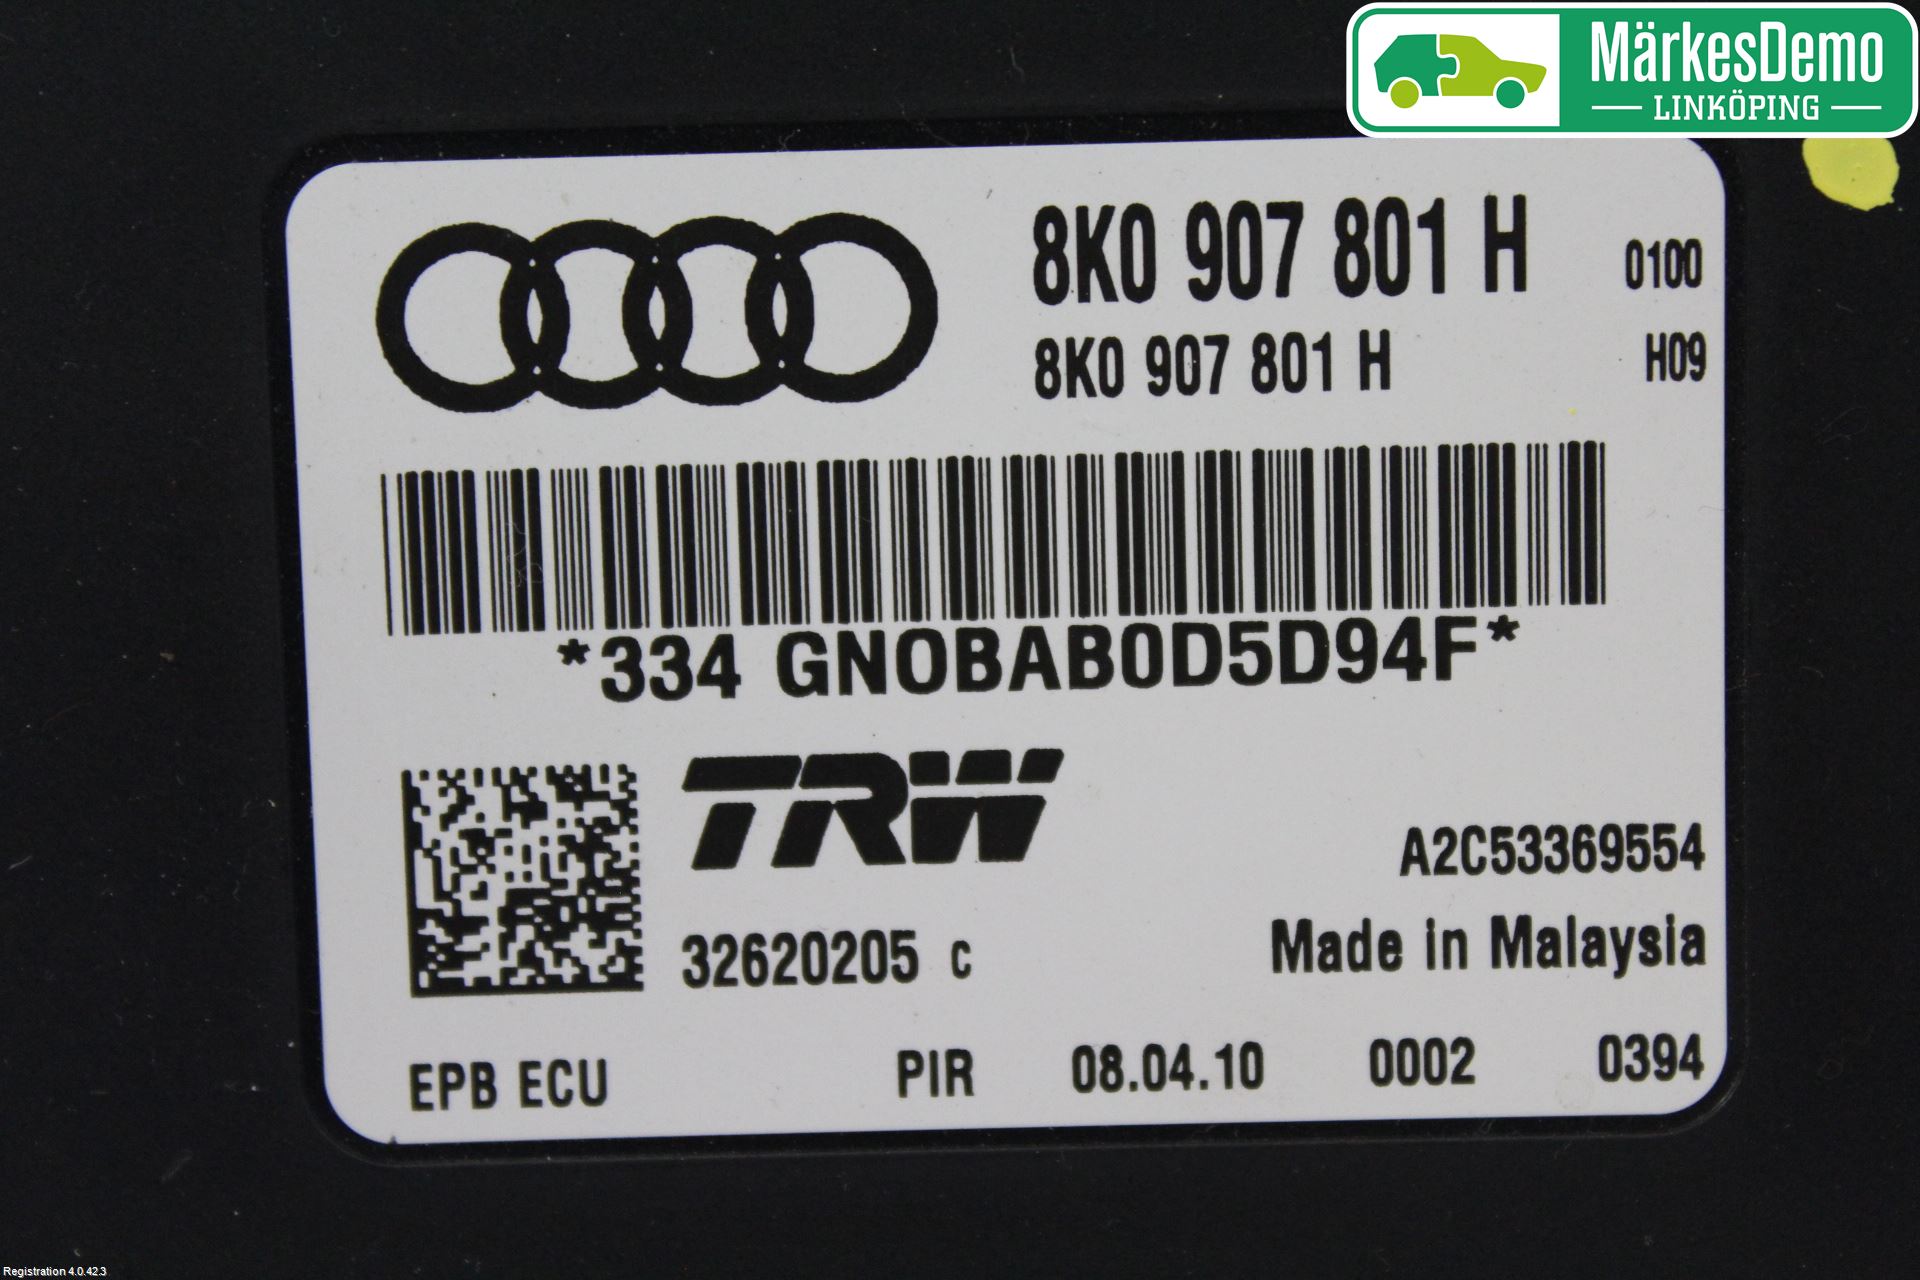 MärkesDemo
LINKÖPING
8K0 907 801 H 0100
8K0 907 801 H H09
*334 GN0BAB0D5D94F*
TRW
A2C53369554
32620205 c Made in Malaysia
EPB ECU PIR 08.04.10 0002 0394
Registration 4.0.42.3